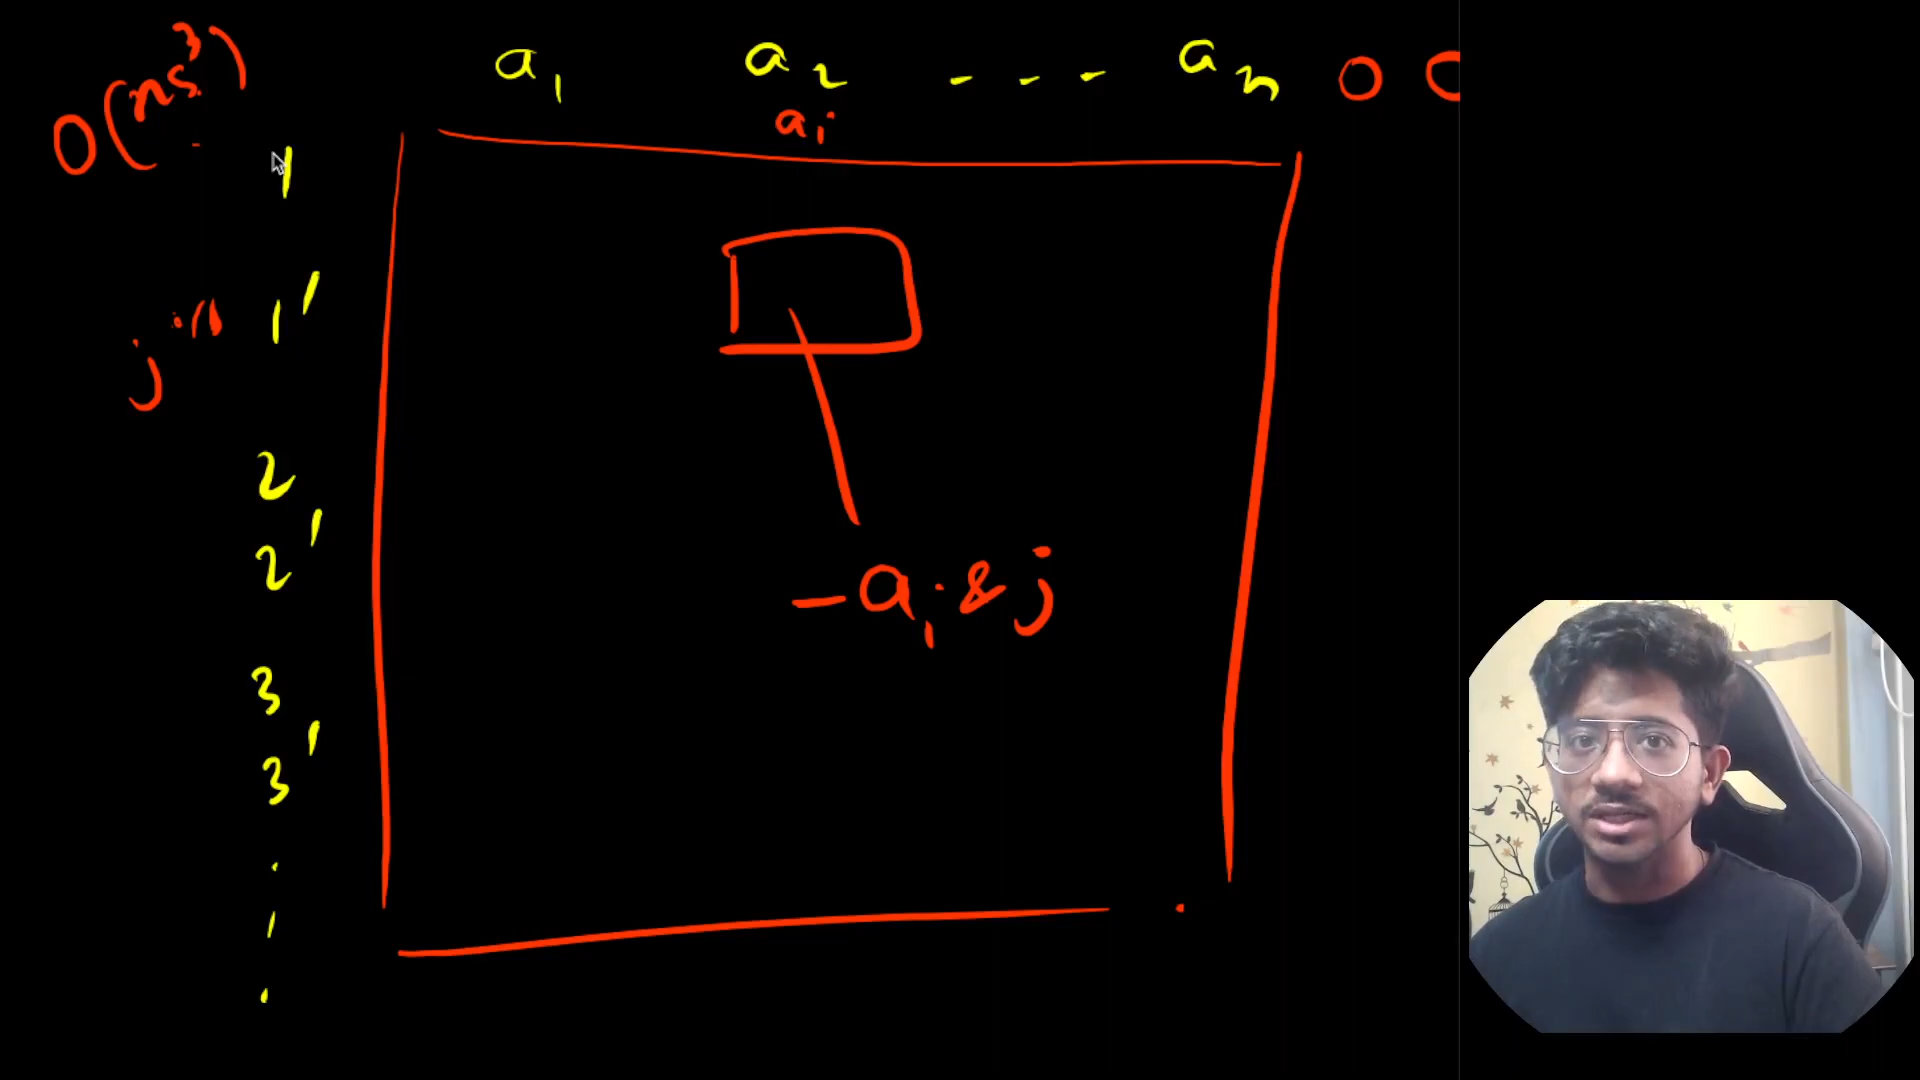 O(ns³)
a₁ a₂ - - - aₙ 0 0
aᵢ
1
1'
j
2
2'
- aᵢ & j
3
3'